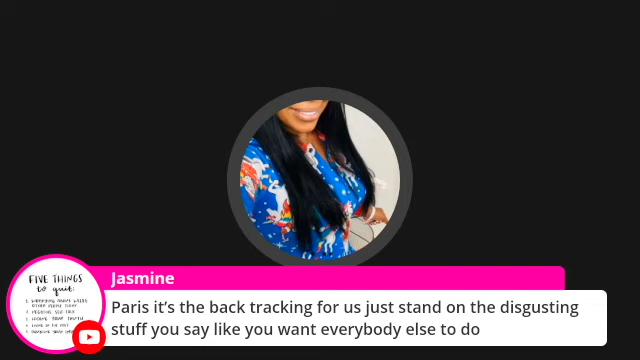 Jasmine
Paris it’s the back tracking for us just stand on the disgusting
stuff you say like you want everybody else to do
FIVE THINGS
to quit: